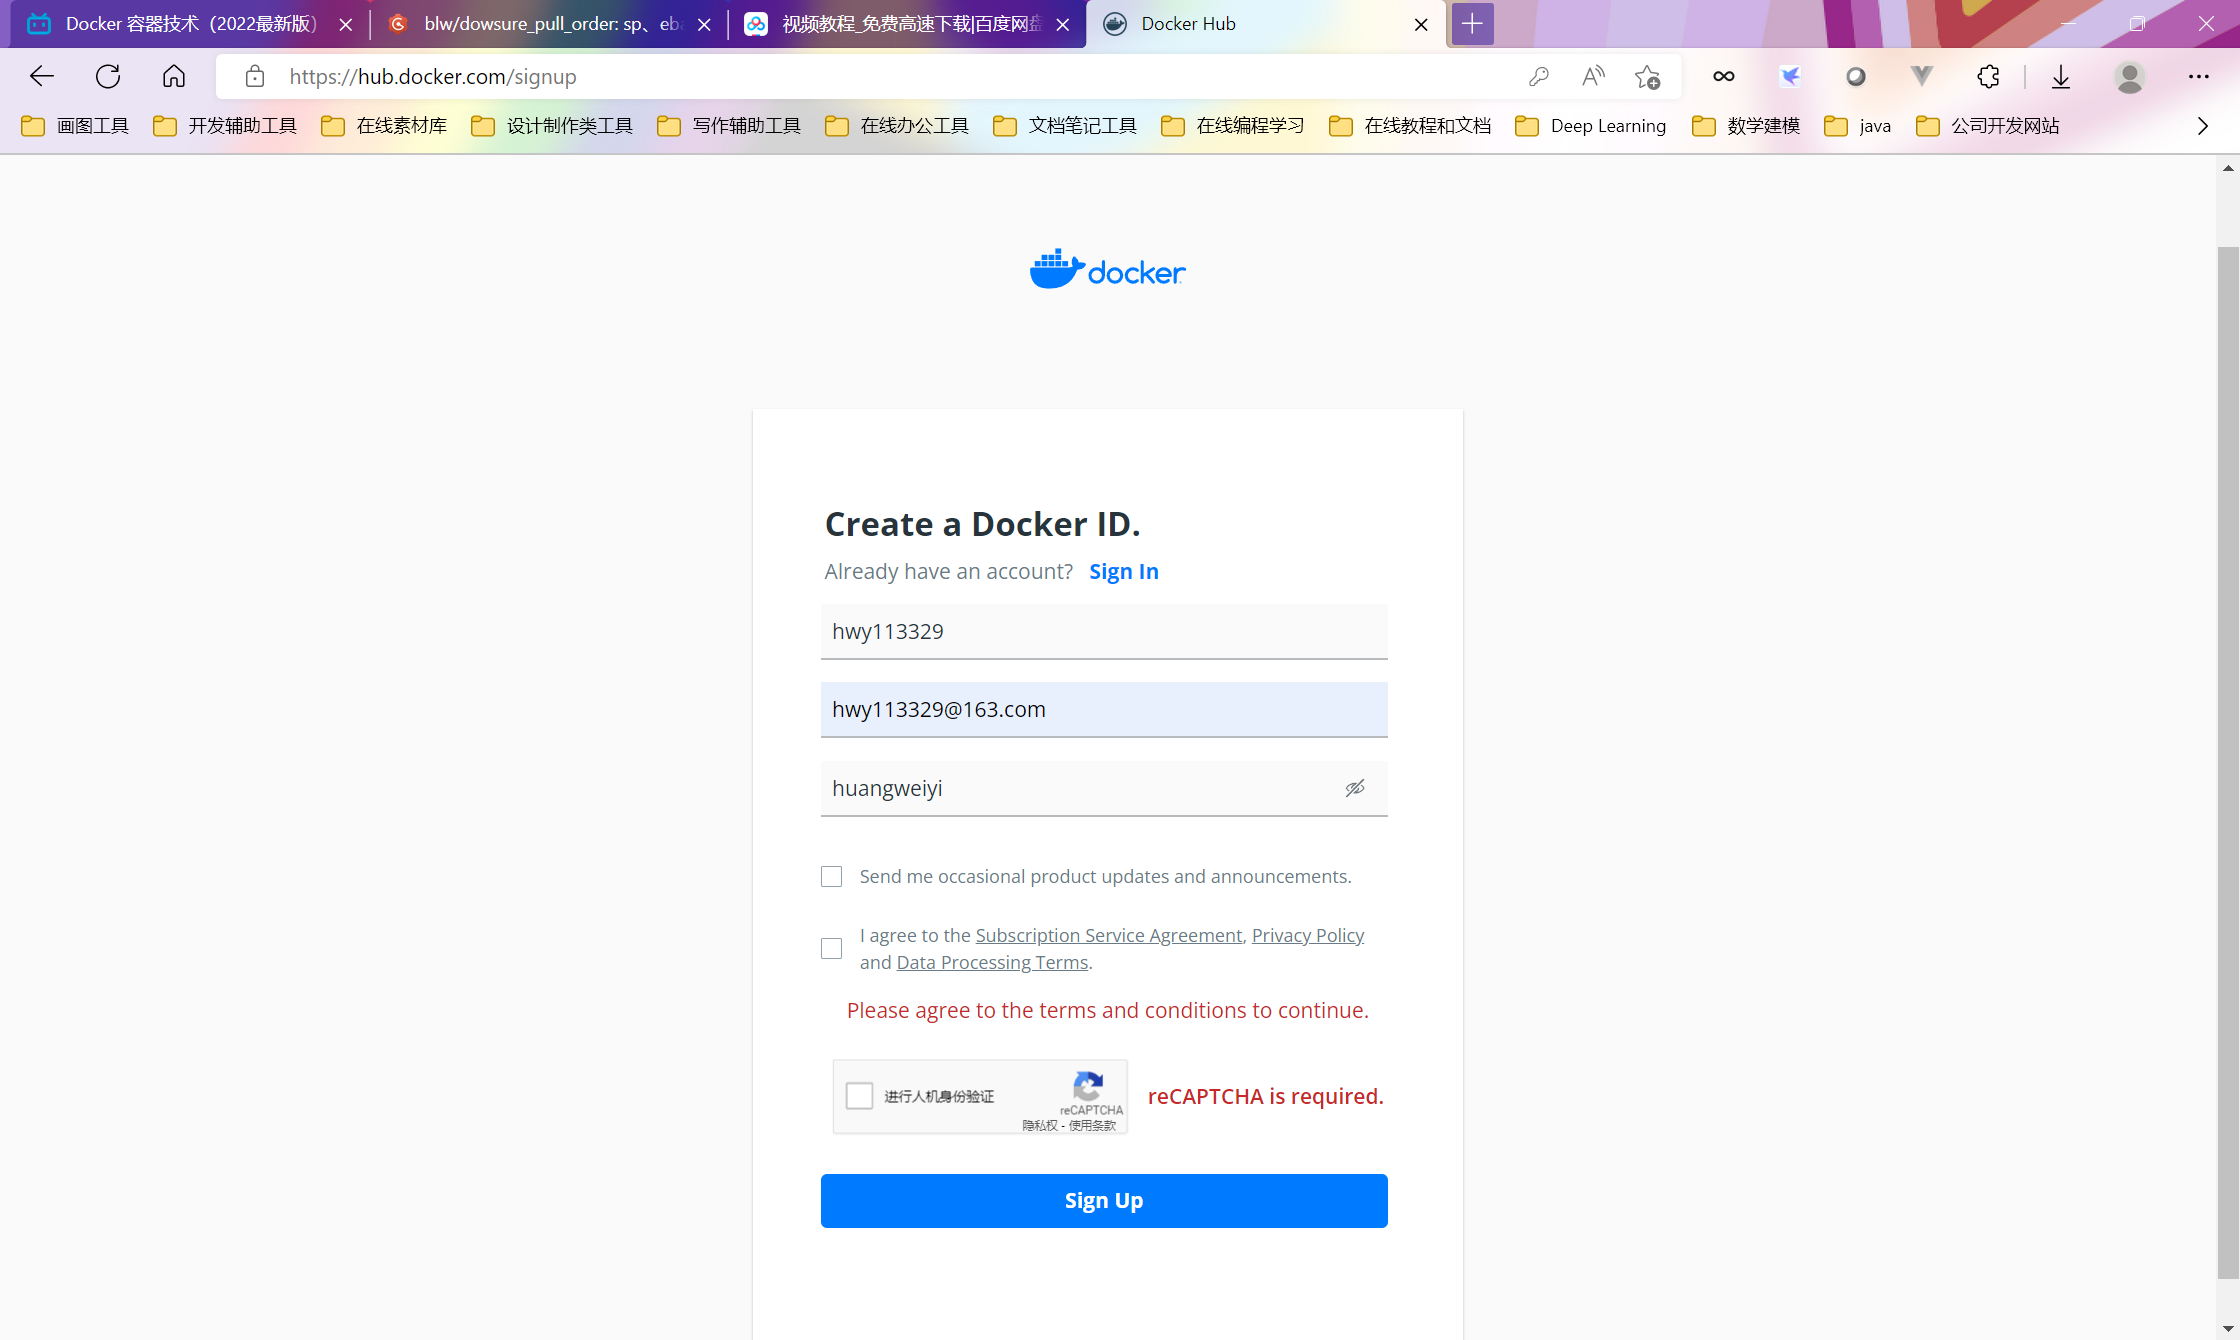 Docker 容器技术（2022最新版）
blw/dowsure_pull_order: sp、eb
视频教程_免费高速下载|百度网盘
Docker Hub
https://hub.docker.com/signup
画图工具
开发辅助工具
在线素材库
设计制作类工具
写作辅助工具
在线办公工具
文档笔记工具
在线编程学习
在线教程和文档
Deep Learning
数学建模
java
公司开发网站
docker
Create a Docker ID.
Already have an account? Sign In
hwy113329
hwy113329@163.com
huangweiyi
Send me occasional product updates and announcements.
I agree to the Subscription Service Agreement, Privacy Policy
and Data Processing Terms.
Please agree to the terms and conditions to continue.
进行人机身份验证
reCAPTCHA
隐私权 - 使用条款
reCAPTCHA is required.
Sign Up